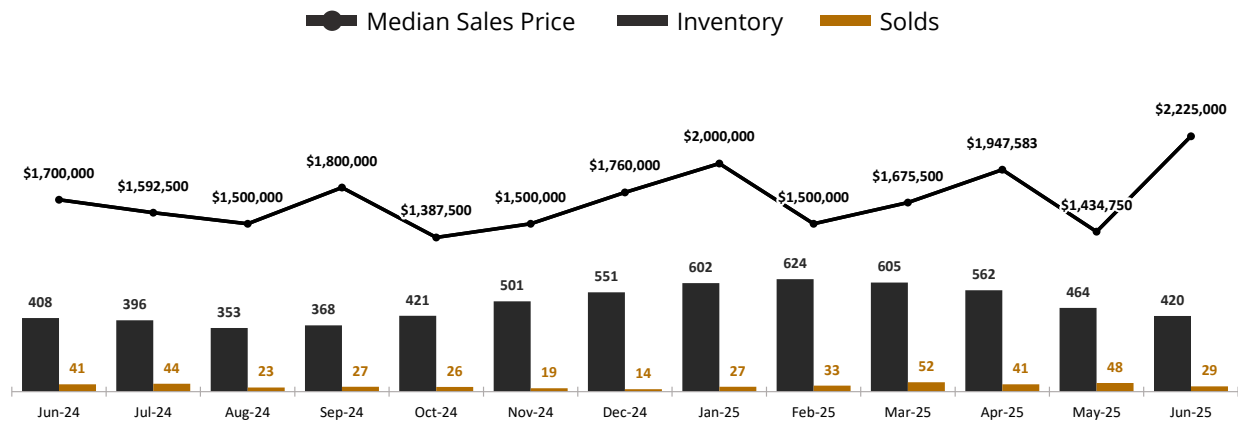 Median Sales Price Inventory Solds
$2,225,000
$2,000,000
$1,947,583
$1,800,000
$1,760,000
$1,700,000
$1,675,500
$1,592,500
$1,500,000 $1,500,000 $1,500,000
$1,387,500
$1,434,750
408 396 353 368 421 501 551 602 624 605 562 464 420
41 44 23 27 26 19 14 27 33 52 41 48 29
Jun-24 Jul-24 Aug-24 Sep-24 Oct-24 Nov-24 Dec-24 Jan-25 Feb-25 Mar-25 Apr-25 May-25 Jun-25